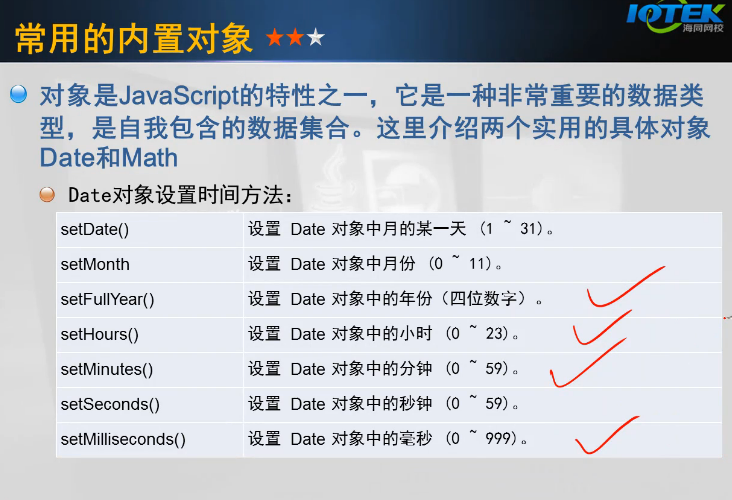 常用的内置对象
IOTEK
海同网校
对象是JavaScript的特性之一，它是一种非常重要的数据类
型，是自我包含的数据集合。这里介绍两个实用的具体对象
Date和Math
Date对象设置时间方法：
setDate() 设置 Date 对象中月的某一天 (1 ~ 31)。
setMonth 设置 Date 对象中月份 (0 ~ 11)。
setFullYear() 设置 Date 对象中的年份（四位数字）。
setHours() 设置 Date 对象中的小时 (0 ~ 23)。
setMinutes() 设置 Date 对象中的分钟 (0 ~ 59)。
setSeconds() 设置 Date 对象中的秒钟 (0 ~ 59)。
setMilliseconds() 设置 Date 对象中的毫秒 (0 ~ 999)。